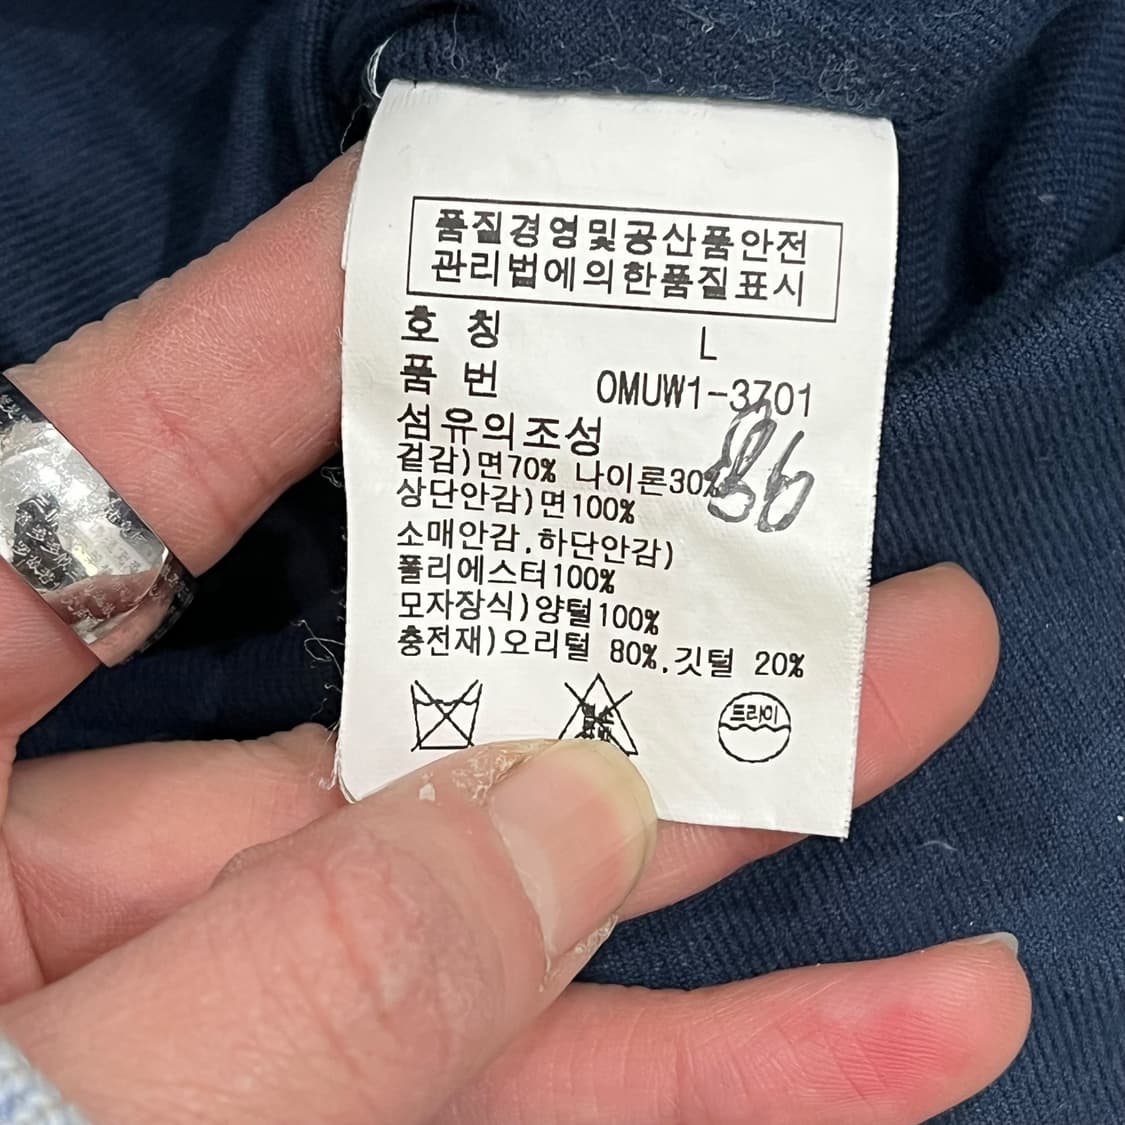 품질경영및공산품안전
관리법에의한품질표시
호 칭 L
품 번 OMUW1-3701
섬유의조성
겉감)면70% 나이론30%
86
상단안감)면100%
소매안감,하단안감)
폴리에스터100%
모자장식)양털100%
충전재)오리털 80%,깃털 20%
드라이